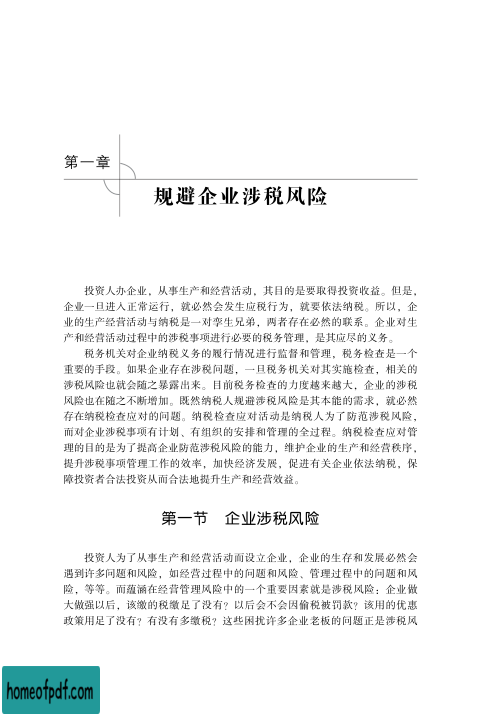 第一章
规避企业涉税风险
投资人办企业，从事生产和经营活动，其目的是要取得投资收益。但是，
企业一旦进入正常运行，就必然会发生应税行为，就要依法纳税。所以，企
业的生产经营活动与纳税是一对孪生兄弟，两者存在必然的联系。企业对生
产和经营活动过程中的涉税事项进行必要的税务管理，是其应尽的义务。
税务机关对企业纳税义务的履行情况进行监督和管理，税务检查是一个
重要的手段。如果企业存在涉税问题，一旦税务机关对其实施检查，相关的
涉税风险也就会随之暴露出来。目前税务检查的力度越来越大，企业的涉税
风险也在随之不断增加。既然纳税人规避涉税风险是其本能的需求，就必然
存在纳税检查应对的问题。纳税检查应对活动是纳税人为了防范涉税风险，
而对企业涉税事项有计划、有组织的安排和管理的全过程。纳税检查应对管
理的目的是为了提高企业防范涉税风险的能力，维护企业的生产和经营秩序，
提升涉税事项管理工作的效率，加快经济发展，促进有关企业依法纳税，保
障投资者合法投资从而合法地提升生产和经营效益。
第一节 企业涉税风险
投资人为了从事生产和经营活动而设立企业，企业的生存和发展必然会
遇到许多问题和风险，如经营过程中的问题和风险、管理过程中的问题和风
险，等等。而蕴涵在经营管理风险中的一个重要因素就是涉税风险：企业做
大做强以后，该缴的税缴足了没有？以后会不会因偷税被罚款？该用的优惠
政策用足了没有？有没有多缴税？这些困扰许多企业老板的问题正是涉税风
homeofpdf.com